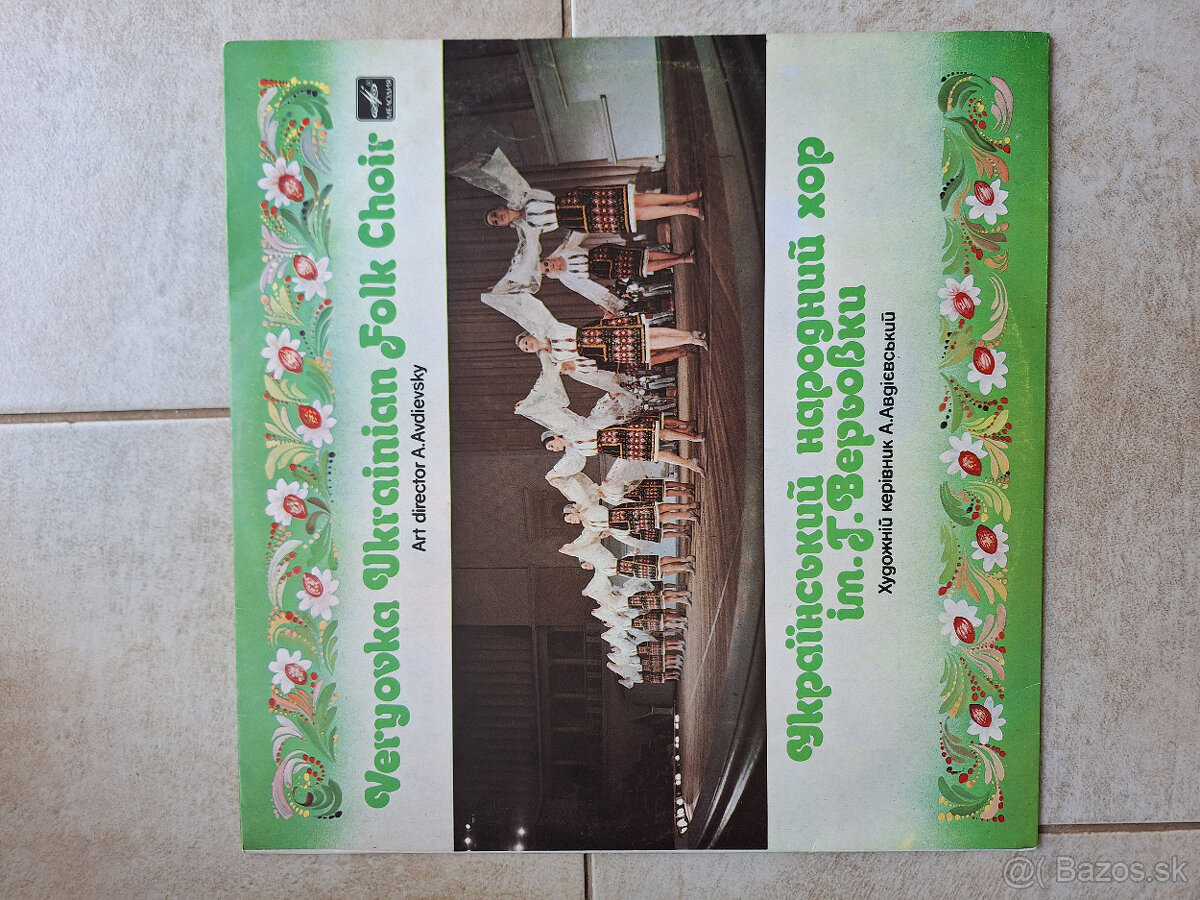 МЕЛОДИЯ
Veryovka Ukrainian Folk Choir
Art director A.Avdievsky
Український народний хор
ім.Г.Верьовки
Художній керівник А.Авдієвський
@( Bazos.sk